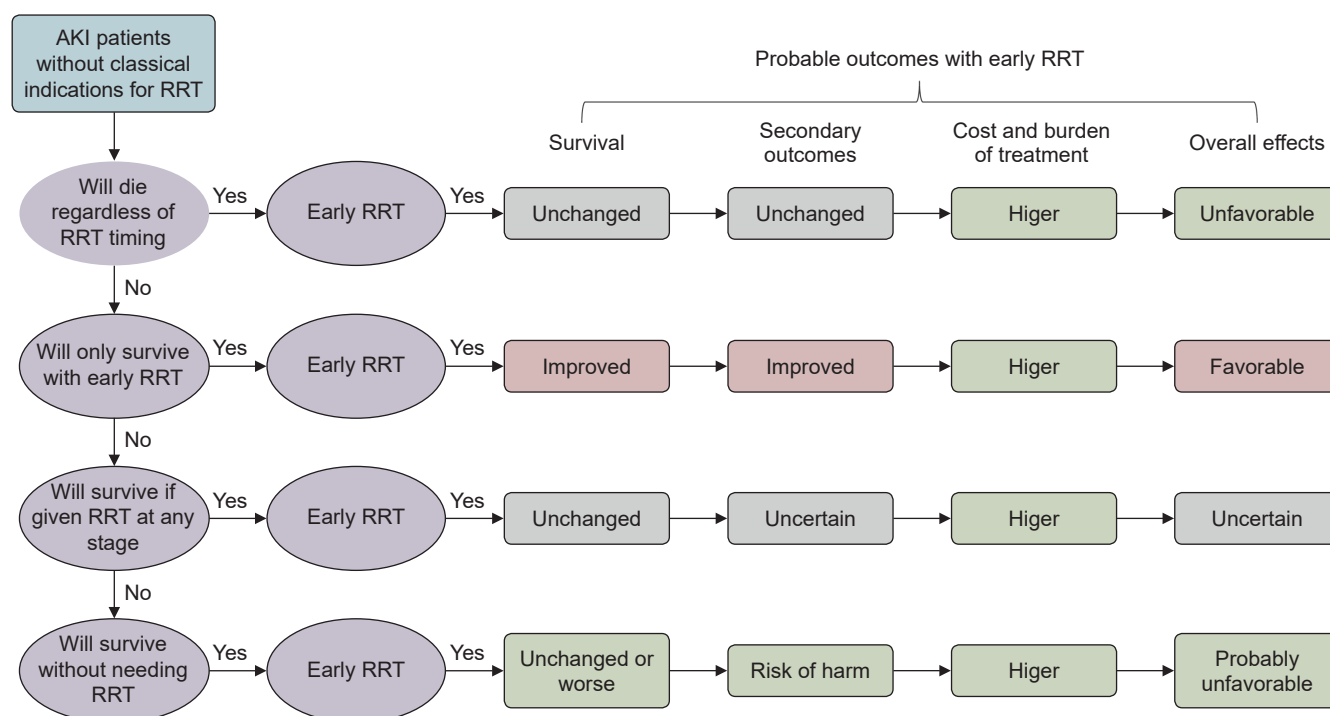 AKI patients
without classical
indications for RRT
Probable outcomes with early RRT
Survival
Secondary
outcomes
Cost and burden
of treatment
Overall effects
Will die
regardless of
RRT timing
Yes
Early RRT
Yes
Unchanged
Unchanged
Higer
Unfavorable
No
Will only survive
with early RRT
Yes
Early RRT
Yes
Improved
Improved
Higer
Favorable
No
Will survive if
given RRT at any
stage
Yes
Early RRT
Yes
Unchanged
Uncertain
Higer
Uncertain
No
Will survive
without needing
RRT
Yes
Early RRT
Yes
Unchanged or
worse
Risk of harm
Higer
Probably
unfavorable